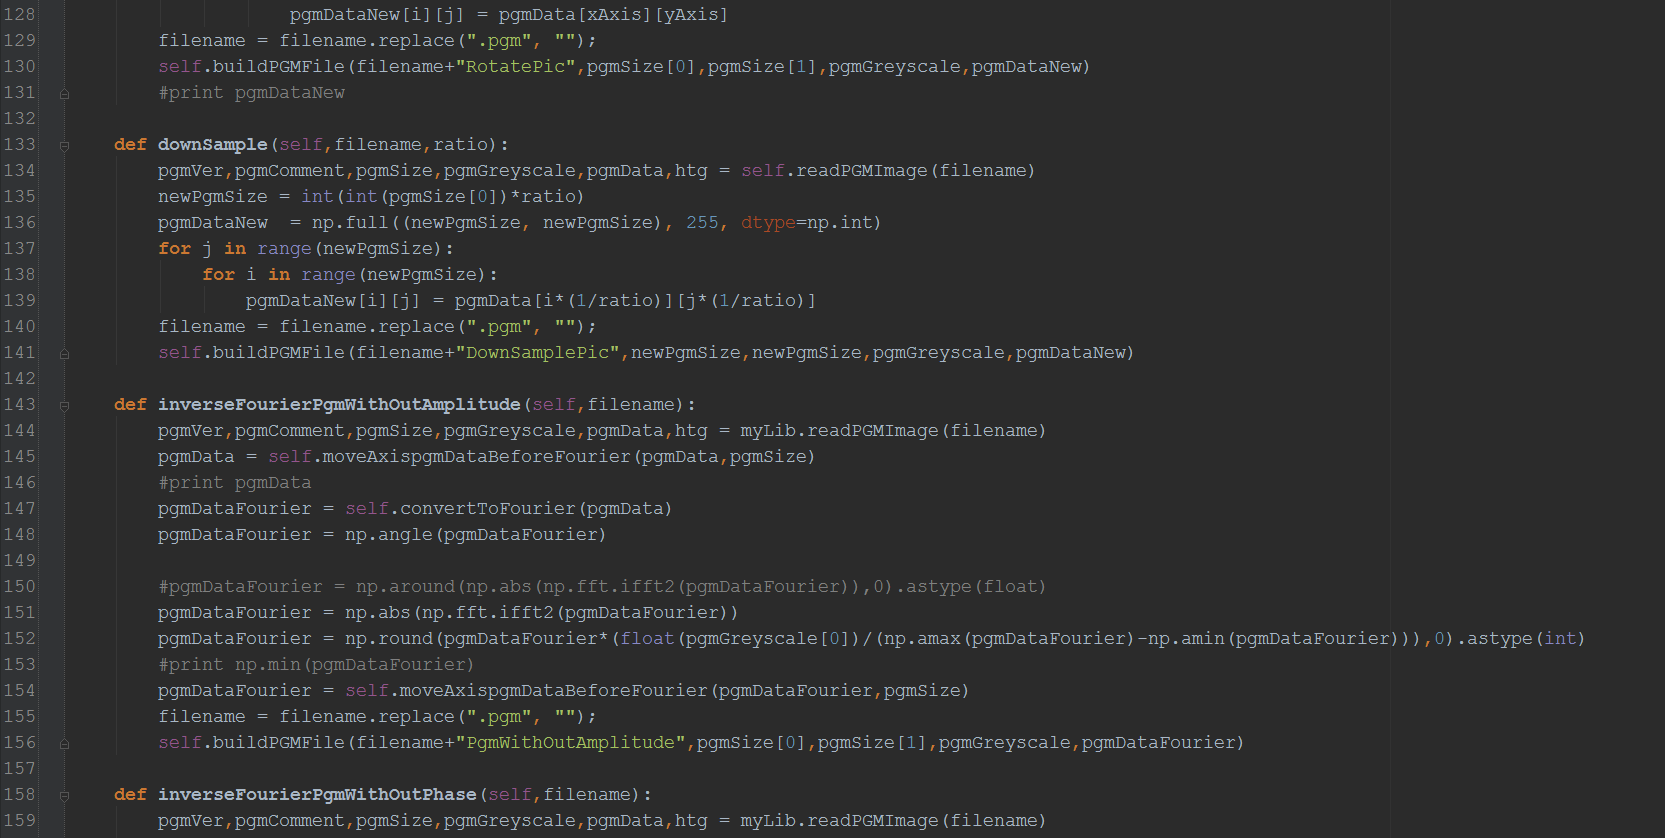 128                         pgmDataNew[i][j] = pgmData[xAxis][yAxis]
129             filename = filename.replace(".pgm", "");
130             self.buildPGMFile(filename+"RotatePic",pgmSize[0],pgmSize[1],pgmGreyscale,pgmDataNew)
131             #print pgmDataNew
132
133         def downSample(self,filename,ratio):
134             pgmVer,pgmComment,pgmSize,pgmGreyscale,pgmData,htg = self.readPGMImage(filename)
135             newPgmSize = int(int(pgmSize[0])*ratio)
136             pgmDataNew  = np.full((newPgmSize, newPgmSize), 255, dtype=np.int)
137             for j in range(newPgmSize):
138                 for i in range(newPgmSize):
139                     pgmDataNew[i][j] = pgmData[i*(1/ratio)][j*(1/ratio)]
140             filename = filename.replace(".pgm", "");
141             self.buildPGMFile(filename+"DownSamplePic",newPgmSize,newPgmSize,pgmGreyscale,pgmDataNew)
142
143         def inverseFourierPgmWithOutAmplitude(self,filename):
144             pgmVer,pgmComment,pgmSize,pgmGreyscale,pgmData,htg = myLib.readPGMImage(filename)
145             pgmData = self.moveAxispgmDataBeforeFourier(pgmData,pgmSize)
146             #print pgmData
147             pgmDataFourier = self.convertToFourier(pgmData)
148             pgmDataFourier = np.angle(pgmDataFourier)
149
150             #pgmDataFourier = np.around(np.abs(np.fft.ifft2(pgmDataFourier)),0).astype(float)
151             pgmDataFourier = np.abs(np.fft.ifft2(pgmDataFourier))
152             pgmDataFourier = np.round(pgmDataFourier*(float(pgmGreyscale[0])/(np.amax(pgmDataFourier)-np.amin(pgmDataFourier))),0).astype(int)
153             #print np.min(pgmDataFourier)
154             pgmDataFourier = self.moveAxispgmDataBeforeFourier(pgmDataFourier,pgmSize)
155             filename = filename.replace(".pgm", "");
156             self.buildPGMFile(filename+"PgmWithOutAmplitude",pgmSize[0],pgmSize[1],pgmGreyscale,pgmDataFourier)
157
158         def inverseFourierPgmWithOutPhase(self,filename):
159             pgmVer,pgmComment,pgmSize,pgmGreyscale,pgmData,htg = myLib.readPGMImage(filename)